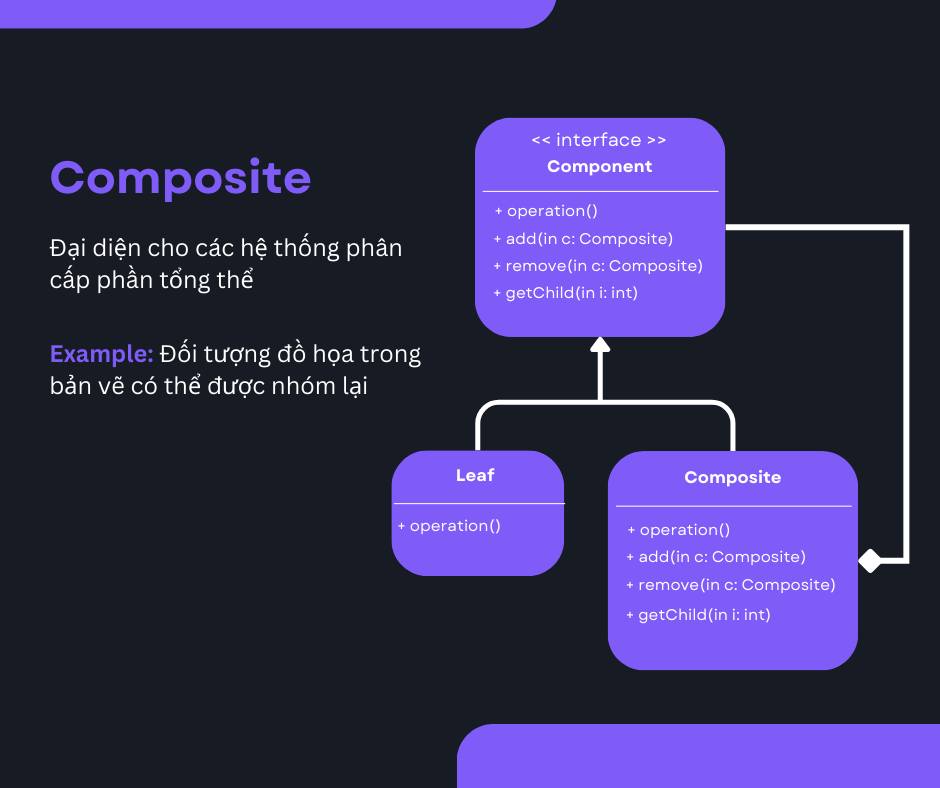 Composite
Đại diện cho các hệ thống phân
cấp phần tổng thể
Example: Đối tượng đồ họa trong
bản vẽ có thể được nhóm lại
<< interface >>
Component
+ operation()
+ add(in c: Composite)
+ remove(in c: Composite)
+ getChild(in i: int)
Leaf
+ operation()
Composite
+ operation()
+ add(in c: Composite)
+ remove(in c: Composite)
+ getChild(in i: int)